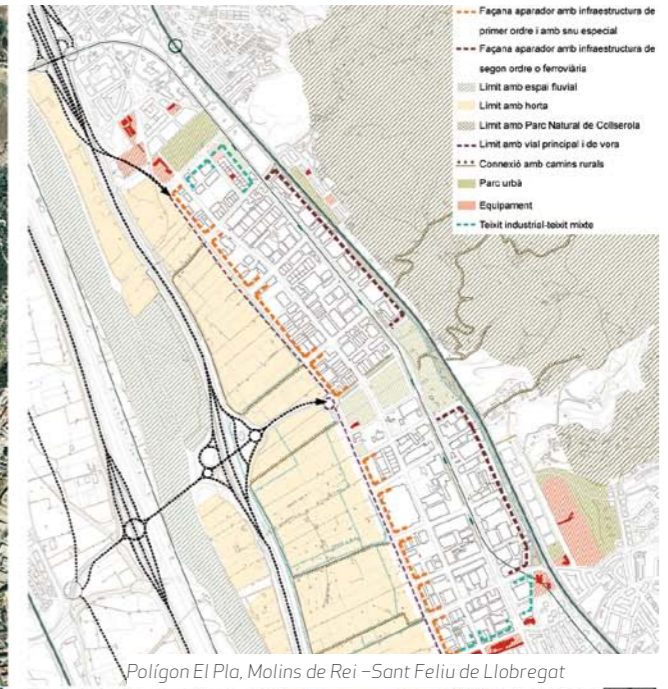 Façana aparador amb infraestructura de
primer ordre i amb snu especial
Façana aparador amb infraestructura de
segon ordre o ferroviària
Límit amb espai fluvial
Límit amb horta
Límit amb Parc Natural de Collserola
Límit amb vial principal i de vora
Connexió amb camins rurals
Parc urbà
Equipament
Teixit industrial-teixit mixte
Polígon El Pla, Molins de Rei –Sant Feliu de Llobregat